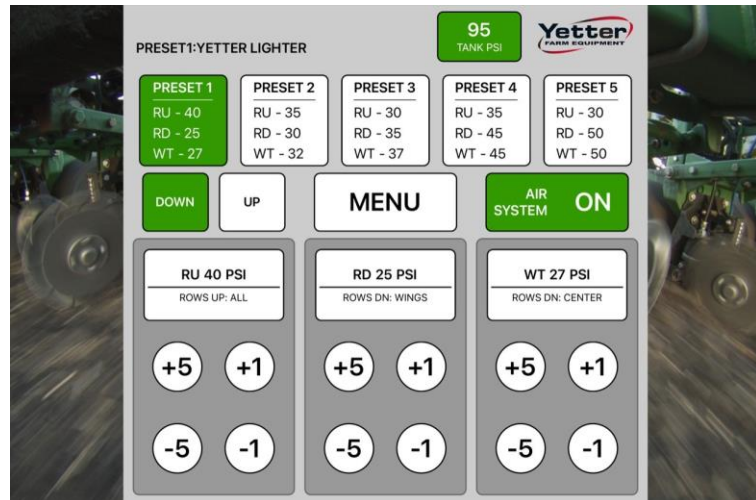 PRESET1:YETTER LIGHTER
95
TANK PSI
Yetter
FARM EQUIPMENT
PRESET 1
RU - 40
RD - 25
WT - 27
PRESET 2
RU - 35
RD - 30
WT - 32
PRESET 3
RU - 30
RD - 35
WT - 37
PRESET 4
RU - 35
RD - 45
WT - 45
PRESET 5
RU - 30
RD - 50
WT - 50
DOWN
UP
MENU
AIR
SYSTEM
ON
RU 40 PSI
ROWS UP: ALL
+5 +1
-5 -1
RD 25 PSI
ROWS DN: WINGS
+5 +1
-5 -1
WT 27 PSI
ROWS DN: CENTER
+5 +1
-5 -1